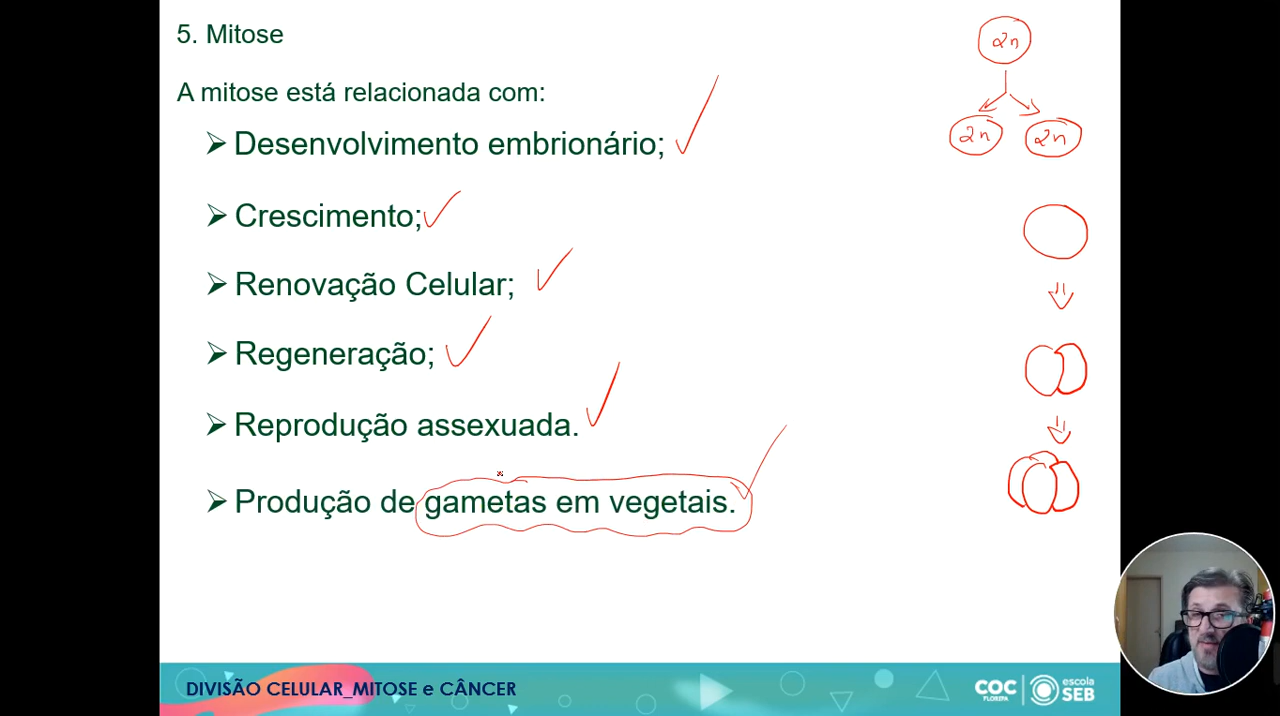 5. Mitose
A mitose está relacionada com:
Desenvolvimento embrionário;
Crescimento;
Renovação Celular;
Regeneração;
Reprodução assexuada.
Produção de gametas em vegetais.
2n
2n 2n
DIVISÃO CELULAR_MITOSE e CÂNCER
COC
FLORIPA
escola
SEB